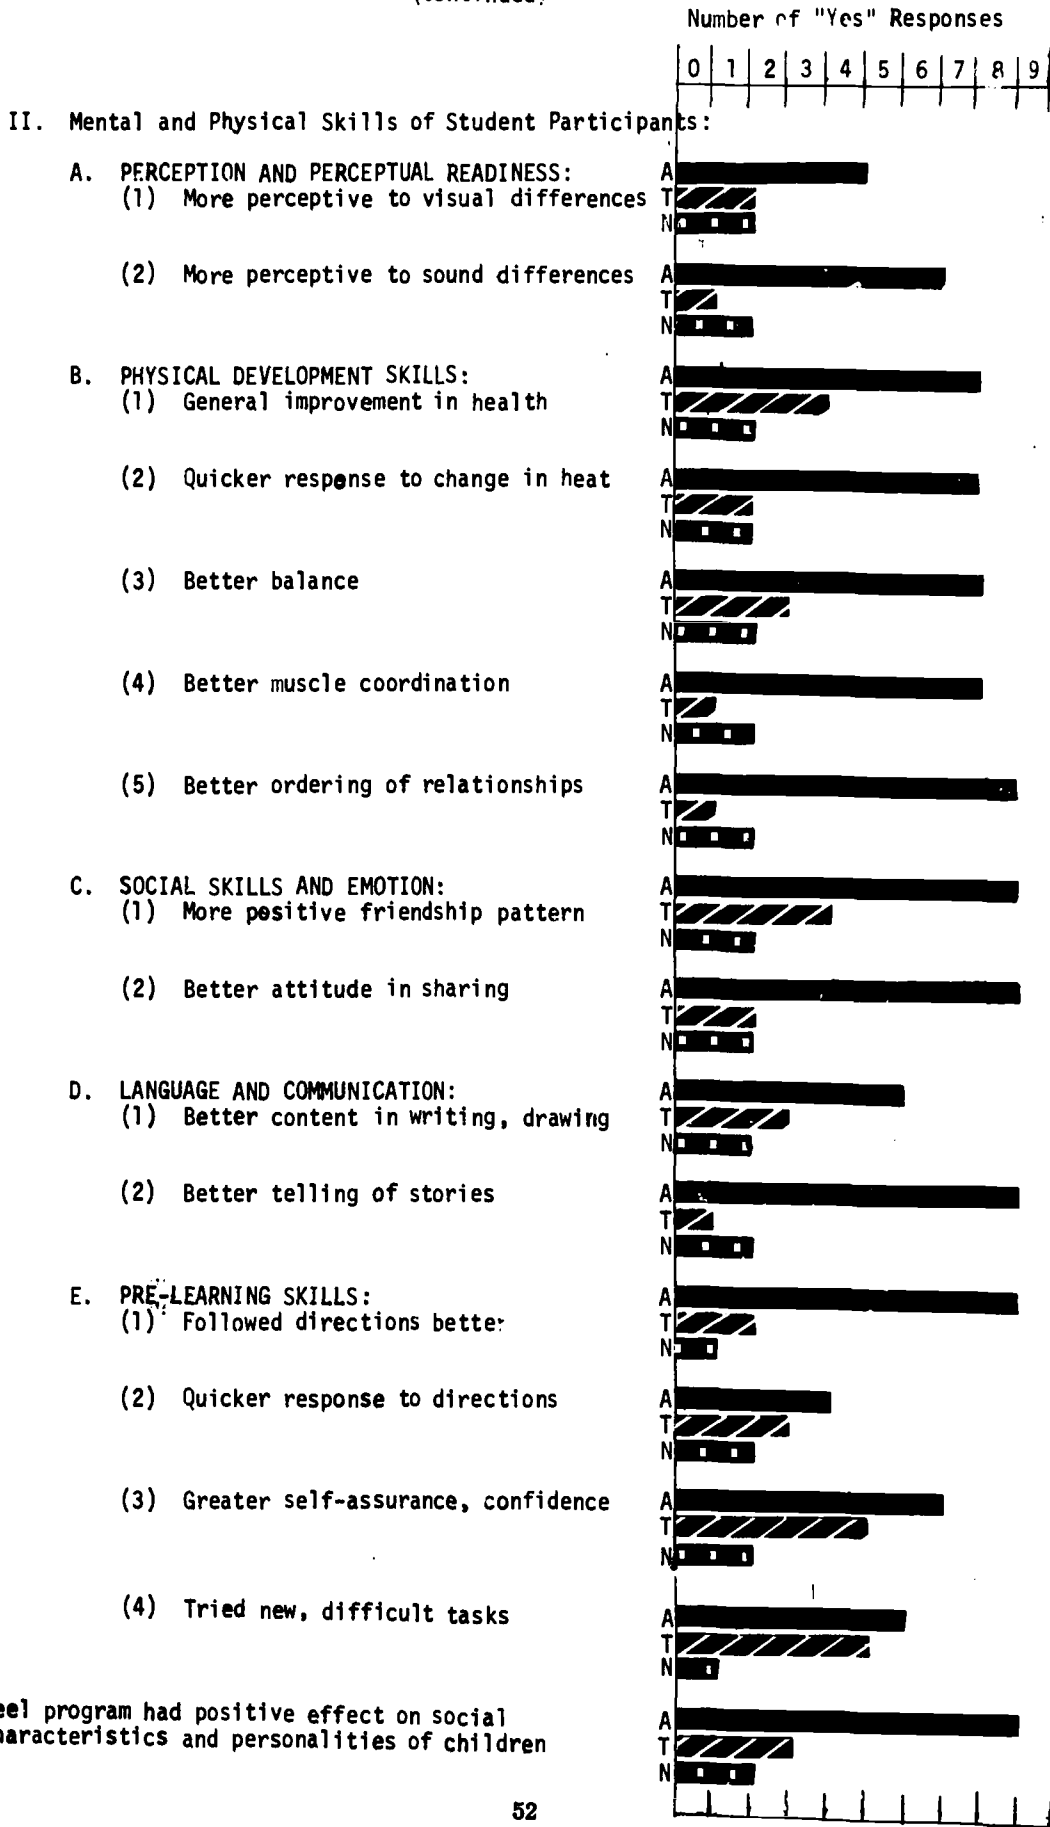 Number of "Yes" Responses
0 1 2 3 4 5 6 7 8 9
II. Mental and Physical Skills of Student Participants:
A. PERCEPTION AND PERCEPTUAL READINESS:
A
(1) More perceptive to visual differences T
N
(2) More perceptive to sound differences A
T
N
B. PHYSICAL DEVELOPMENT SKILLS:
A
(1) General improvement in health T
N
(2) Quicker response to change in heat A
T
N
(3) Better balance A
T
N
(4) Better muscle coordination A
T
N
(5) Better ordering of relationships A
T
N
C. SOCIAL SKILLS AND EMOTION: A
(1) More positive friendship pattern T
N
(2) Better attitude in sharing A
T
N
D. LANGUAGE AND COMMUNICATION: A
(1) Better content in writing, drawing T
N
(2) Better telling of stories A
T
N
E. PRE-LEARNING SKILLS: A
(1) Followed directions better T
N
(2) Quicker response to directions A
T
N
(3) Greater self-assurance, confidence A
T
N
(4) Tried new, difficult tasks A
T
N
eel program had positive effect on social A
aracteristics and personalities of children T
N
52